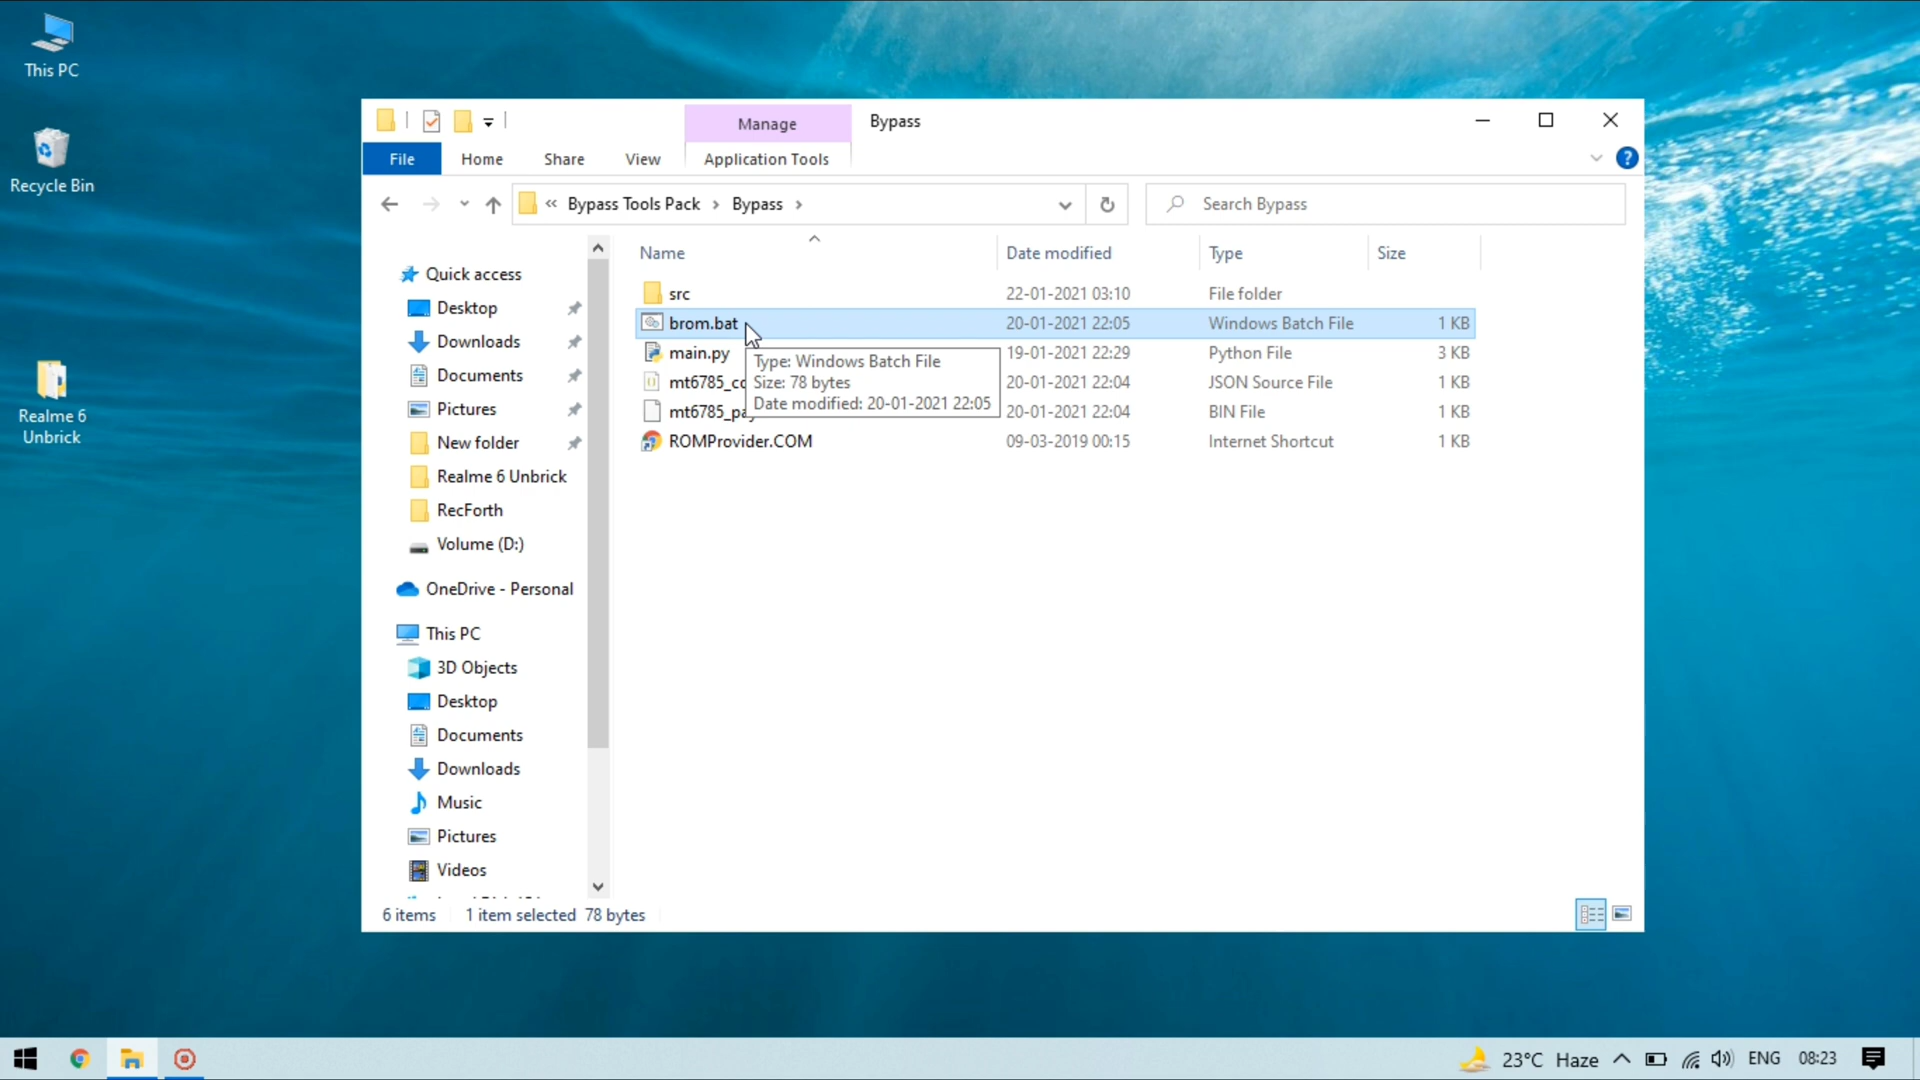 This PC
Recycle Bin
Realme 6
Unbrick
Manage
Bypass
File
Home
Share
View
Application Tools
Bypass Tools Pack
Bypass
Search Bypass
Name
Date modified
Type
Size
Quick access
Desktop
Downloads
Documents
Pictures
New folder
Realme 6 Unbrick
RecForth
Volume (D:)
OneDrive - Personal
This PC
3D Objects
Desktop
Documents
Downloads
Music
Pictures
Videos
src 22-01-2021 03:10 File folder
brom.bat 20-01-2021 22:05 Windows Batch File 1 KB
main.py 19-01-2021 22:29 Python File 3 KB
mt6785_co 20-01-2021 22:04 JSON Source File 1 KB
mt6785_pay 20-01-2021 22:04 BIN File 1 KB
ROMProvider.COM 09-03-2019 00:15 Internet Shortcut 1 KB
Type: Windows Batch File
Size: 78 bytes
Date modified: 20-01-2021 22:05
6 items 1 item selected 78 bytes
23°C Haze ENG 08:23